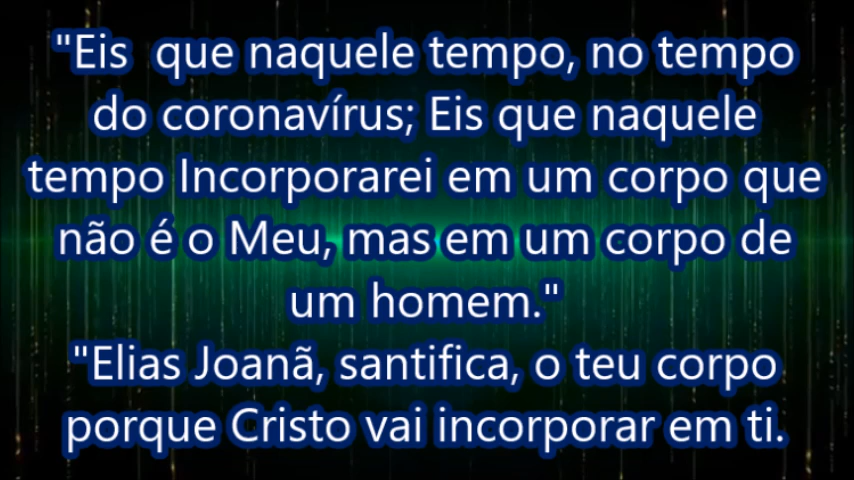 "Eis  que naquele tempo, no tempo
do coronavírus; Eis que naquele
tempo Incorporarei em um corpo que
não é o Meu, mas em um corpo de
um homem."
"Elias Joanã, santifica, o teu corpo
porque Cristo vai incorporar em ti.